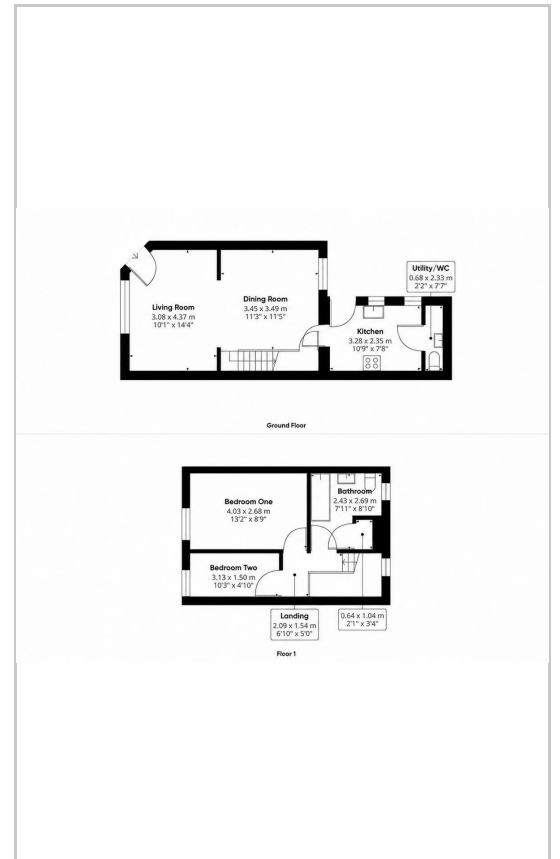 Utility/WC
0.68 x 2.33 m
2'2" x 7'7"
Living Room
3.08 x 4.37 m
10'1" x 14'4"
Dining Room
3.45 x 3.49 m
11'3" x 11'5"
Kitchen
3.28 x 2.35 m
10'9" x 7'8"
Ground Floor
Bedroom One
4.03 x 2.68 m
13'2" x 8'9"
Bathroom
2.43 x 2.69 m
7'11" x 8'10"
Bedroom Two
3.13 x 1.50 m
10'3" x 4'10"
Landing
2.09 x 1.54 m
6'10" x 5'0"
0.64 x 1.04 m
2'1" x 3'4"
Floor 1